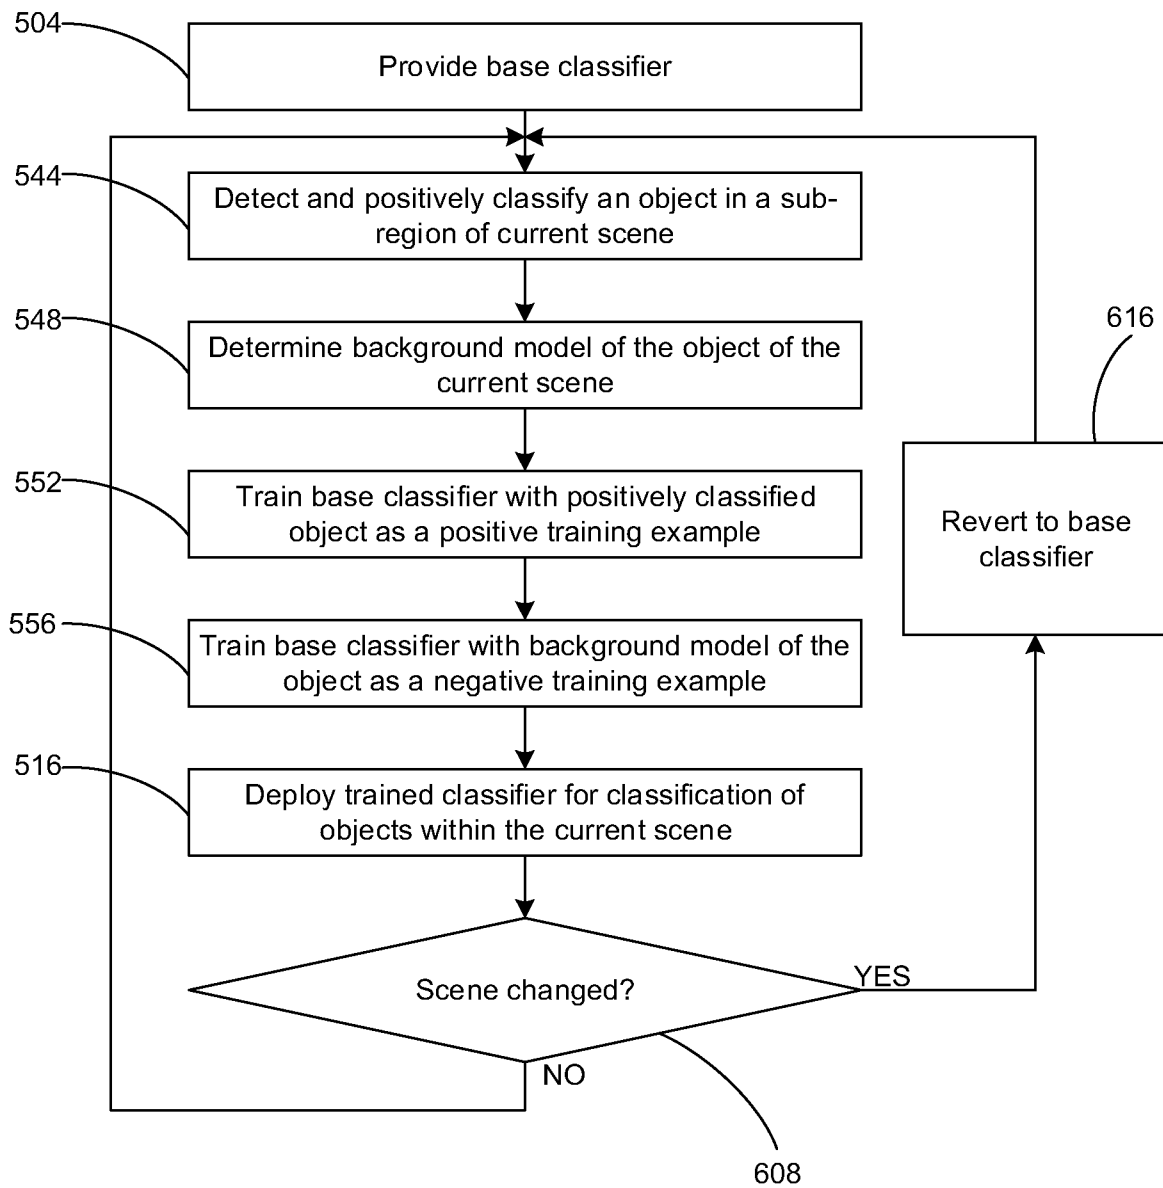 504
Provide base classifier
544
Detect and positively classify an object in a sub-
region of current scene
548
Determine background model of the object of the
current scene
616
552
Train base classifier with positively classified
object as a positive training example
Revert to base
classifier
556
Train base classifier with background model of the
object as a negative training example
516
Deploy trained classifier for classification of
objects within the current scene
Scene changed?
YES
NO
608